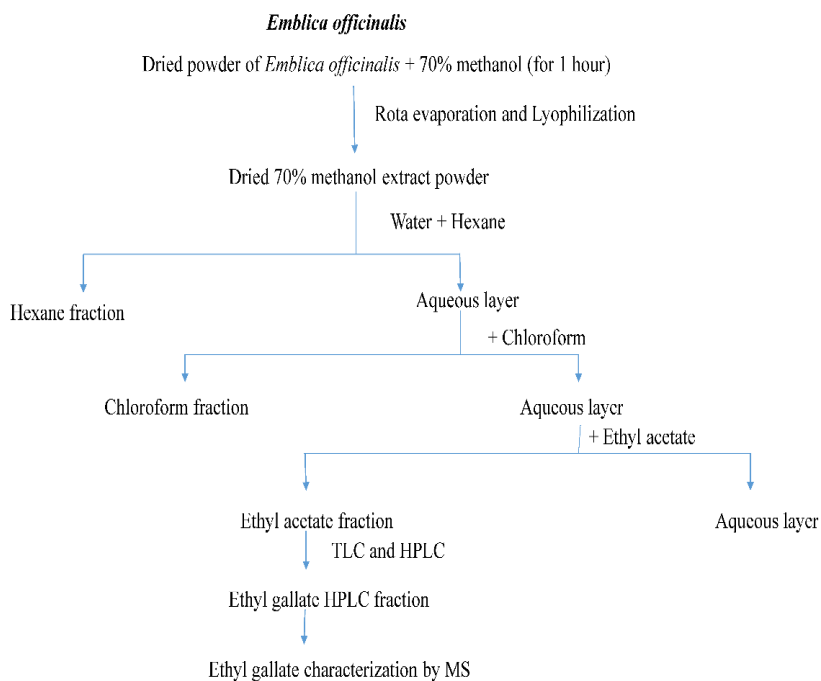 Emblica officinalis
Dried powder of Emblica officinalis + 70% methanol (for 1 hour)
Rota evaporation and Lyophilization
Dried 70% methanol extract powder
Water + Hexane
Hexane fraction
Aqueous layer
+ Chloroform
Chloroform fraction
Aqueous layer
+ Ethyl acetate
Ethyl acetate fraction
Aqueous layer
TLC and HPLC
Ethyl gallate HPLC fraction
Ethyl gallate characterization by MS